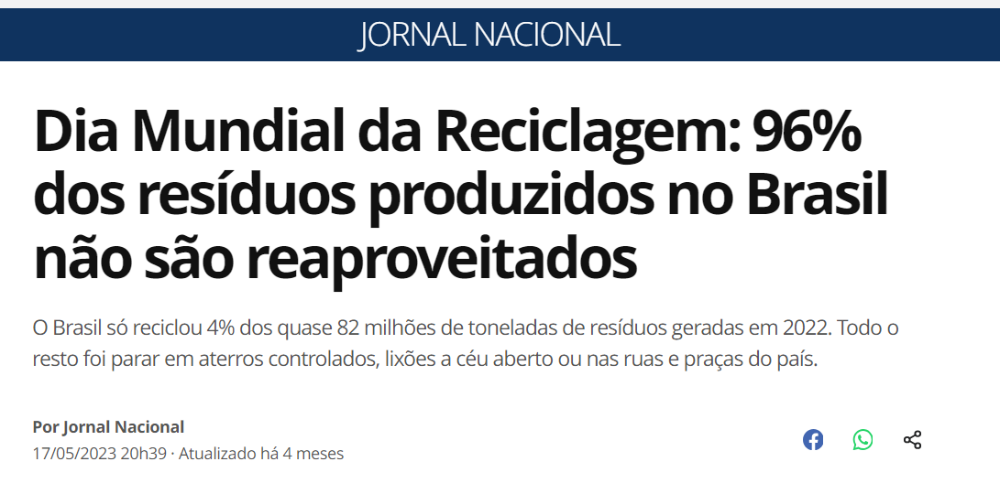 JORNAL NACIONAL
Dia Mundial da Reciclagem: 96%
dos resíduos produzidos no Brasil
não são reaproveitados
O Brasil só reciclou 4% dos quase 82 milhões de toneladas de resíduos geradas em 2022. Todo o
resto foi parar em aterros controlados, lixões a céu aberto ou nas ruas e praças do país.
Por Jornal Nacional
17/05/2023 20h39 · Atualizado há 4 meses